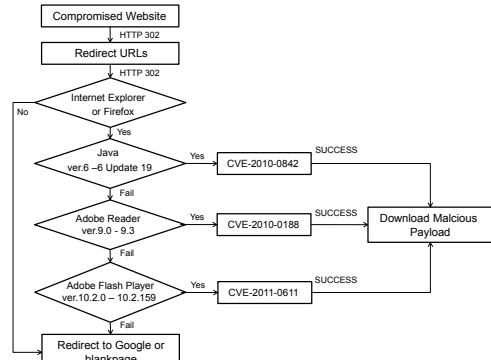 Compromised Website
HTTP 302
Redirect URLs
HTTP 302
Internet Explorer
or Firefox
No
Yes
Java
ver.6 –6 Update 19
Yes
CVE-2010-0842
SUCCESS
Fail
Adobe Reader
ver.9.0 - 9.3
Yes
CVE-2010-0188
SUCCESS
Download Malcious
Payload
Fail
Adobe Flash Player
ver.10.2.0 – 10.2.159
Yes
CVE-2011-0611
SUCCESS
Fail
Redirect to Google or
blankpage